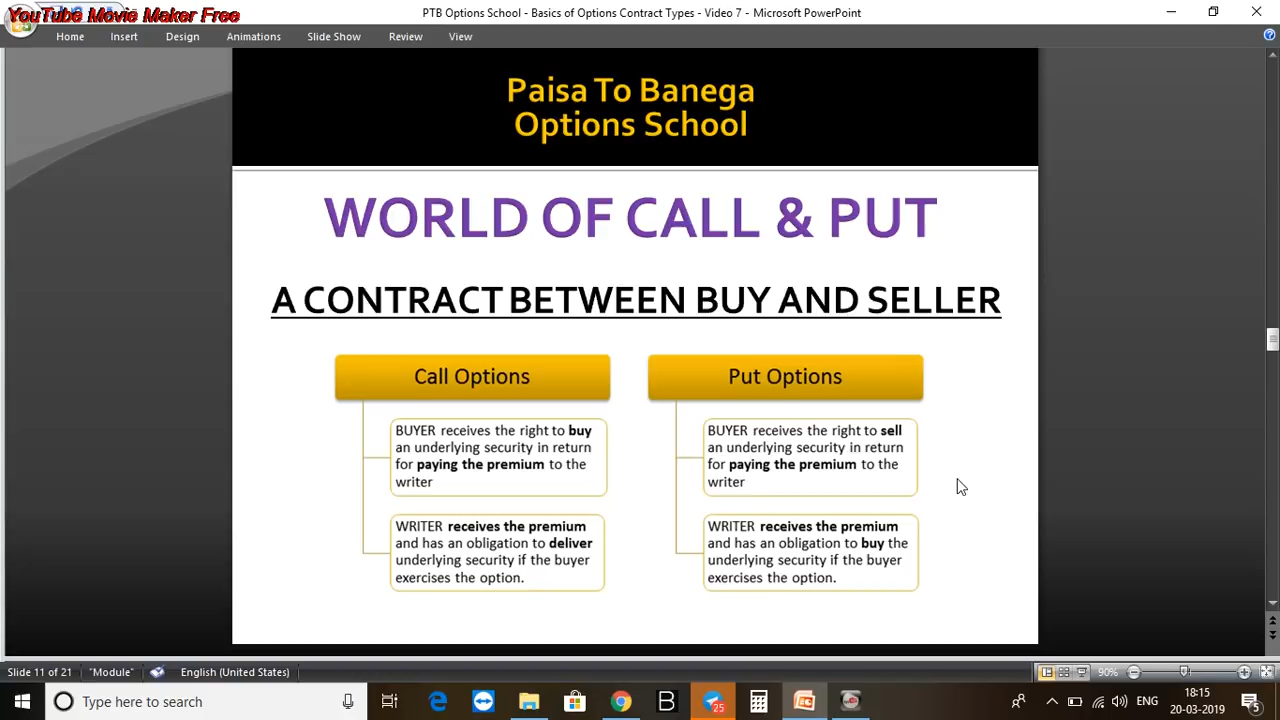 YouTube Movie Maker Free
PTB Options School - Basics of Options Contract Types - Video 7 - Microsoft PowerPoint
Home Insert Design Animations Slide Show Review View
Paisa To Banega
Options School
WORLD OF CALL & PUT
A CONTRACT BETWEEN BUY AND SELLER
Call Options
BUYER receives the right to buy
an underlying security in return
for paying the premium to the
writer
WRITER receives the premium
and has an obligation to deliver
underlying security if the buyer
exercises the option.
Put Options
BUYER receives the right to sell
an underlying security in return
for paying the premium to the
writer
WRITER receives the premium
and has an obligation to buy the
underlying security if the buyer
exercises the option.
Slide 11 of 21 "Module" English (United States) 90%
Type here to search
B
25
ENG
18:15
20-03-2019
5